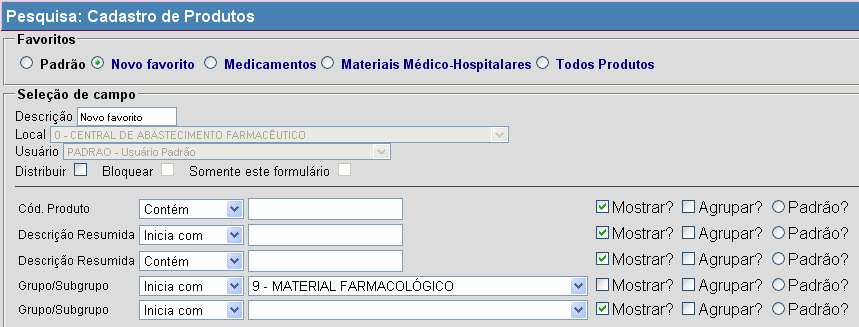 Pesquisa: Cadastro de Produtos
Favoritos
Padrão Novo favorito Medicamentos Materiais Médico-Hospitalares Todos Produtos
Seleção de campo
Descrição Novo favorito
Local 0 - CENTRAL DE ABASTECIMENTO FARMACÊUTICO
Usuário PADRAO - Usuário Padrão
Distribuir Bloquear Somente este formulário
Cód. Produto Contém Mostrar? Agrupar? Padrão?
Descrição Resumida Inicia com Mostrar? Agrupar? Padrão?
Descrição Resumida Contém Mostrar? Agrupar? Padrão?
Grupo/Subgrupo Inicia com 9 - MATERIAL FARMACOLÓGICO Mostrar? Agrupar? Padrão?
Grupo/Subgrupo Inicia com Mostrar? Agrupar? Padrão?